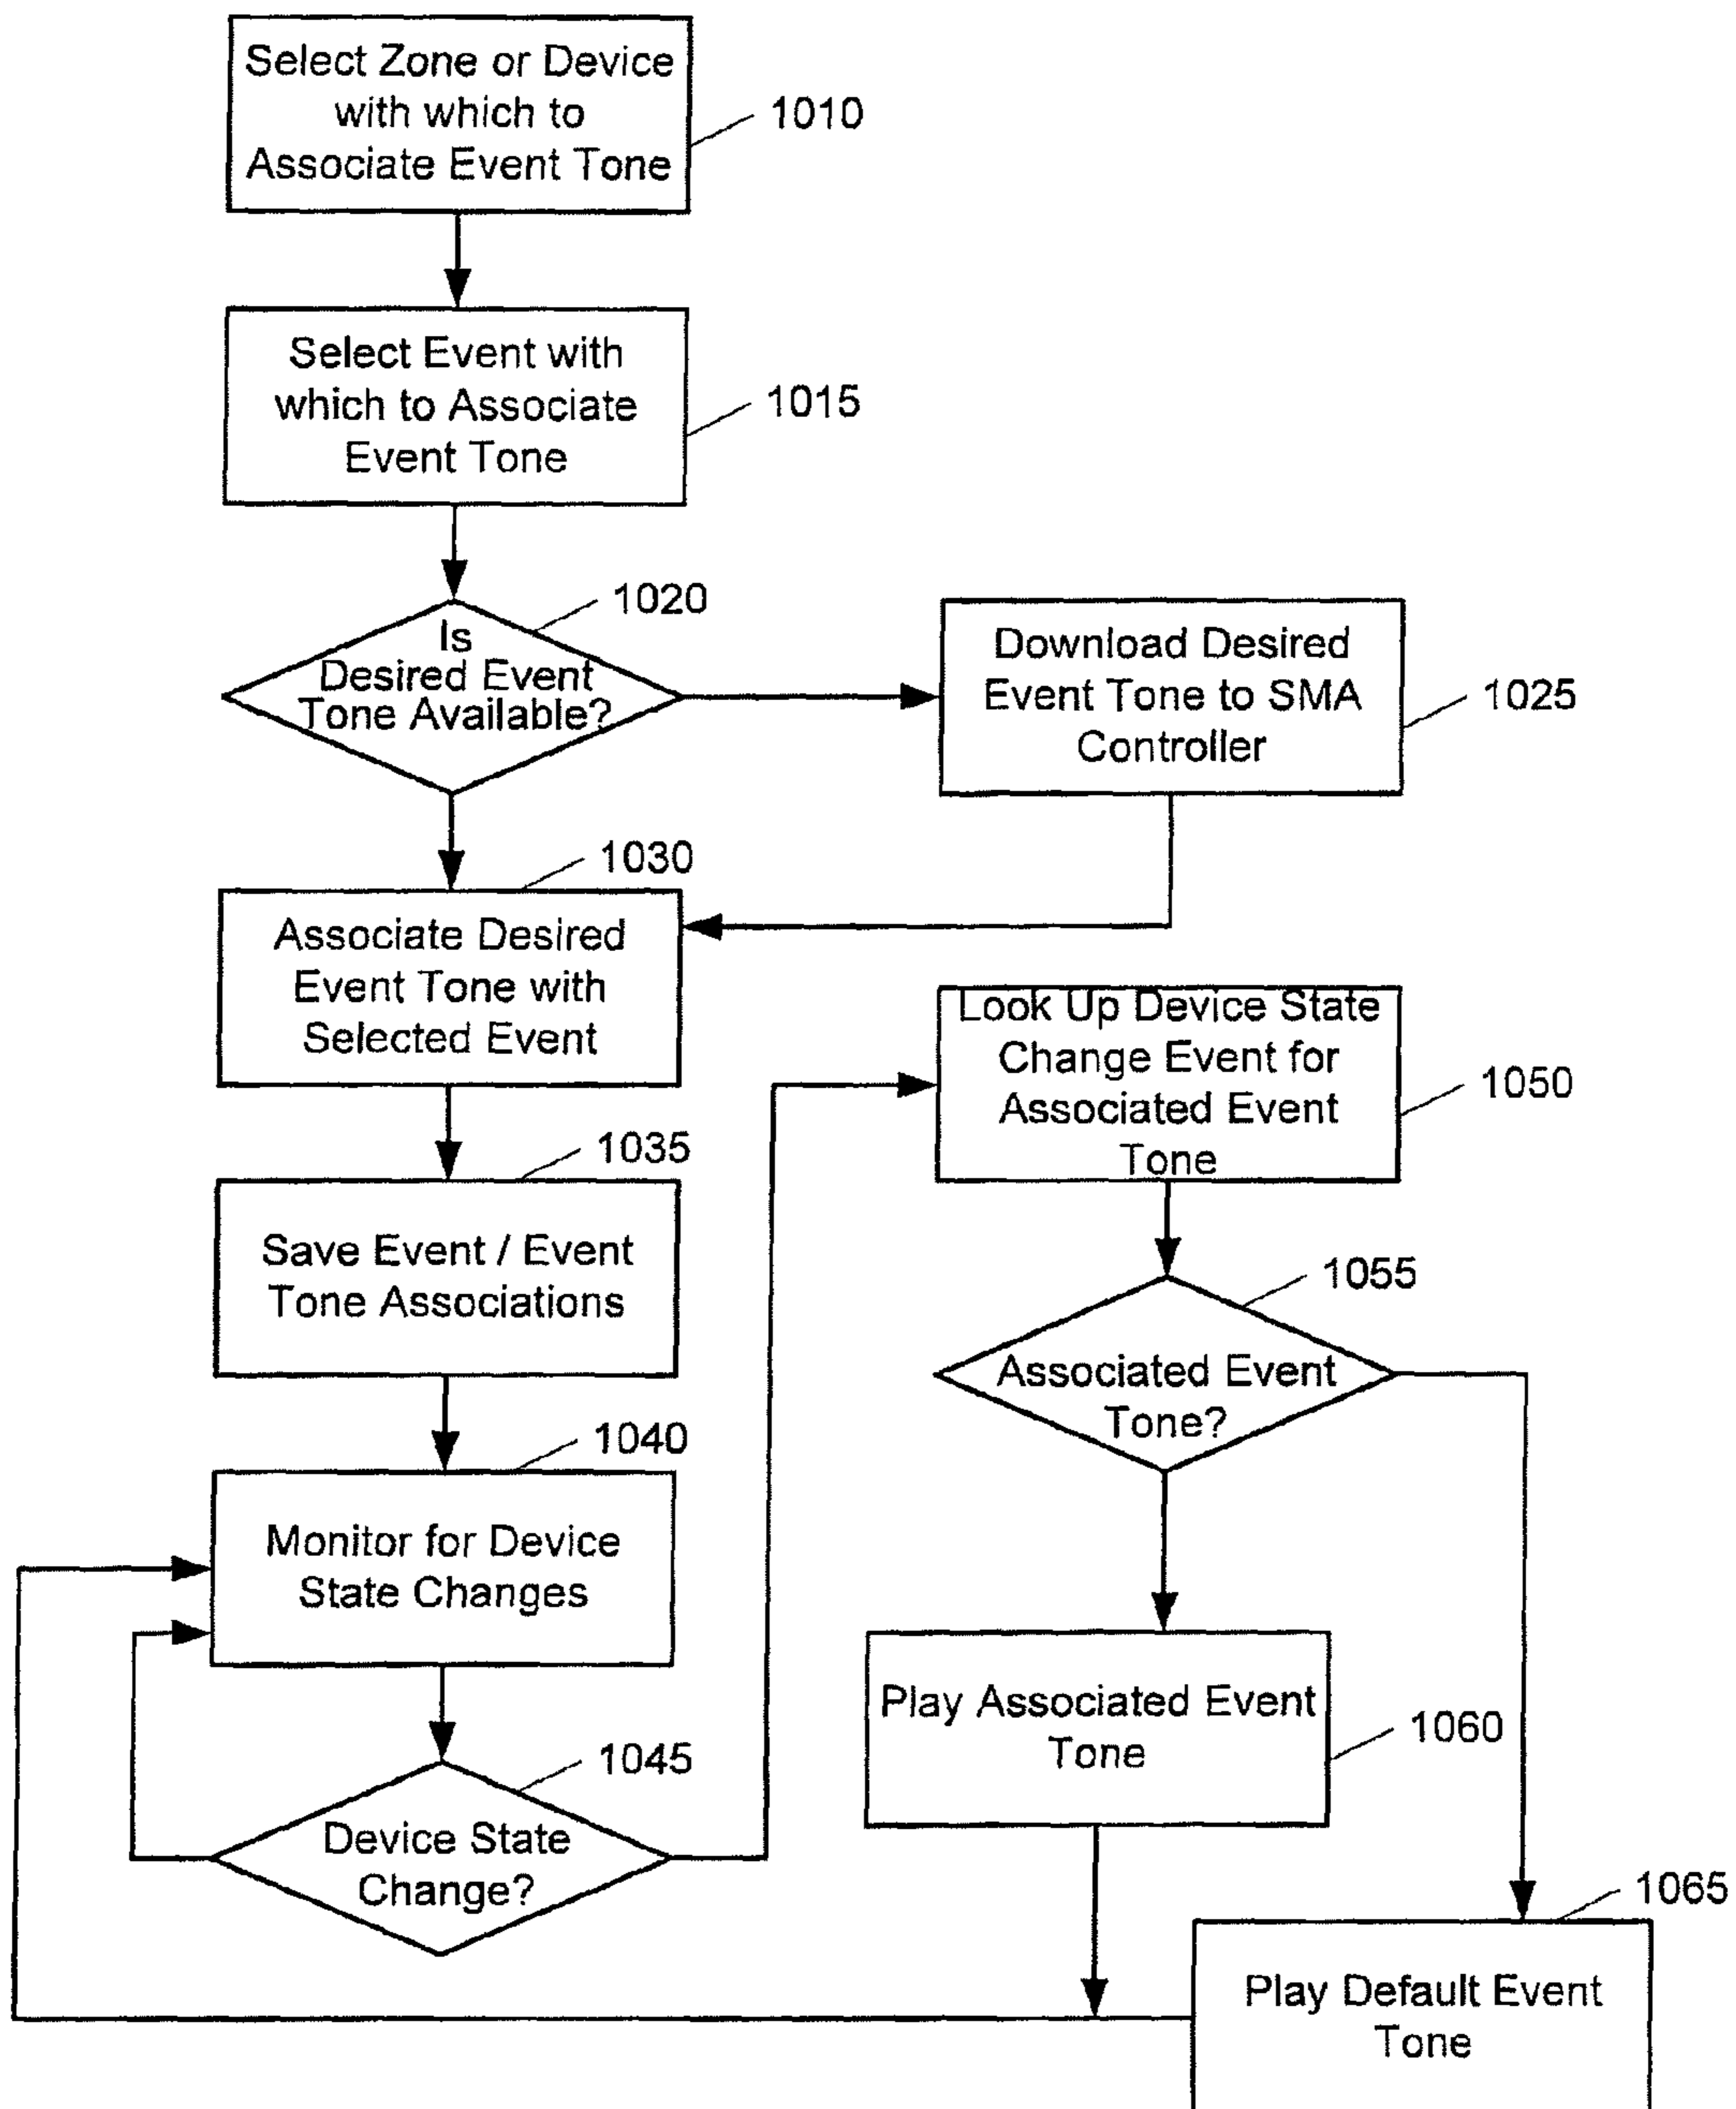 Select Zone or Device
with which to
Associate Event Tone
1010
Select Event with
which to Associate
Event Tone
1015
1020
Is
Desired Event
Tone Available?
Download Desired
Event Tone to SMA
Controller
1025
1030
Associate Desired
Event Tone with
Selected Event
1035
Save Event / Event
Tone Associations
1040
Monitor for Device
State Changes
1045
Device State
Change?
Look Up Device State
Change Event for
Associated Event
Tone
1050
1055
Associated Event
Tone?
Play Associated Event
Tone
1060
1065
Play Default Event
Tone